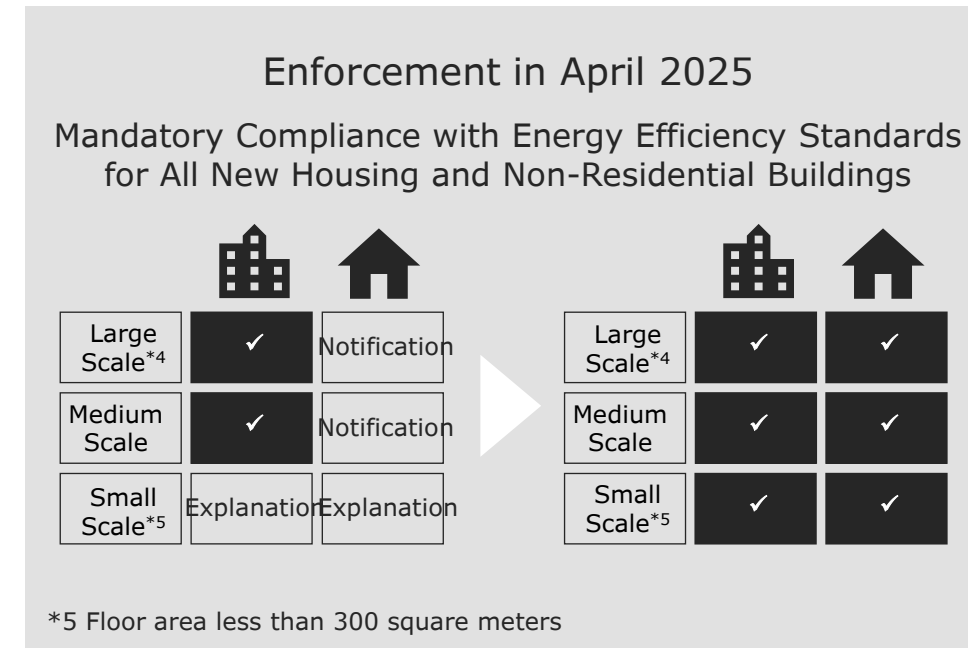 Enforcement in April 2025
Mandatory Compliance with Energy Efficiency Standards
for All New Housing and Non-Residential Buildings
Large
Scale*4
✓
Notification
Medium
Scale
✓
Notification
Small
Scale*5
Explanation
Explanation
Large
Scale*4
✓
✓
Medium
Scale
✓
✓
Small
Scale*5
✓
✓
*5 Floor area less than 300 square meters